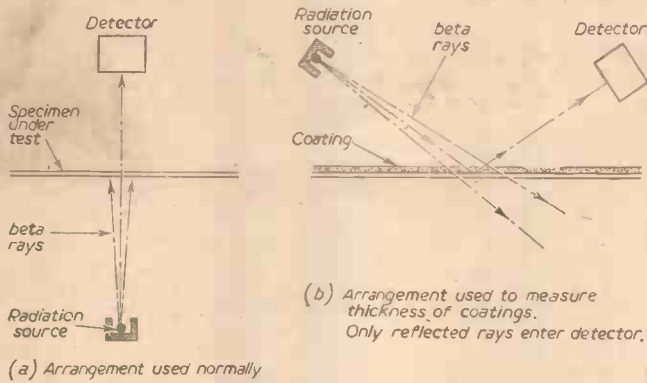 Detector
Specimen
under
test
beta
rays
Radiation
source
(a) Arrangement used normally
Radiation
source
beta
rays
Detector
Coating
(b) Arrangement used to measure
thickness of coatings.
Only reflected rays enter detector.